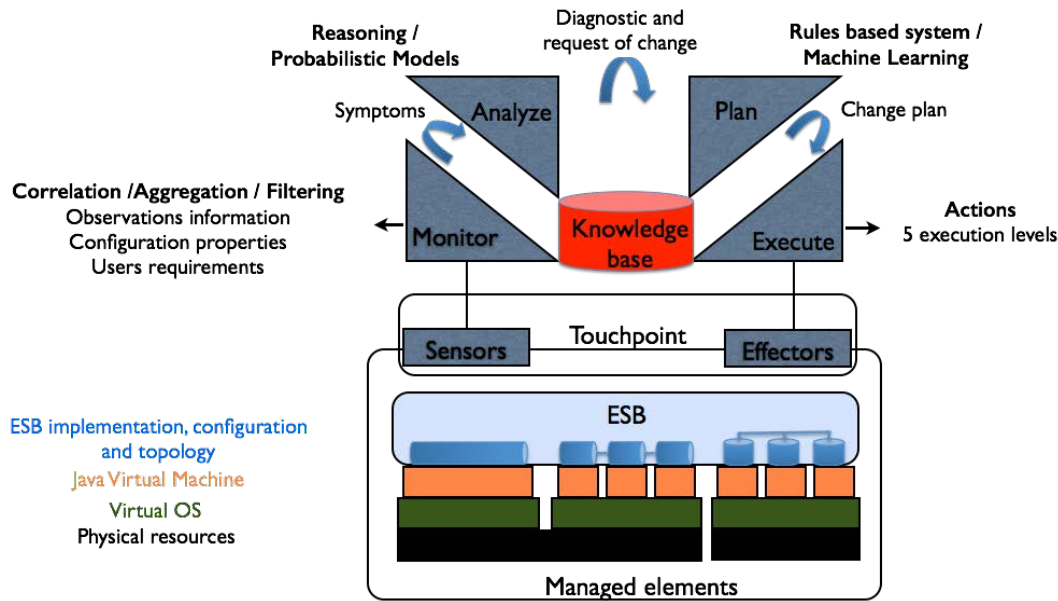 Reasoning /
Probabilistic Models
Diagnostic and
request of change
Rules based system /
Machine Learning
Symptoms
Analyze
Plan
Change plan
Correlation /Aggregation / Filtering
Observations information
Configuration properties
Users requirements
Monitor
Knowledge
base
Execute
Actions
5 execution levels
Touchpoint
Sensors
Effectors
ESB
ESB implementation, configuration
and topology
Java Virtual Machine
Virtual OS
Physical resources
Managed elements